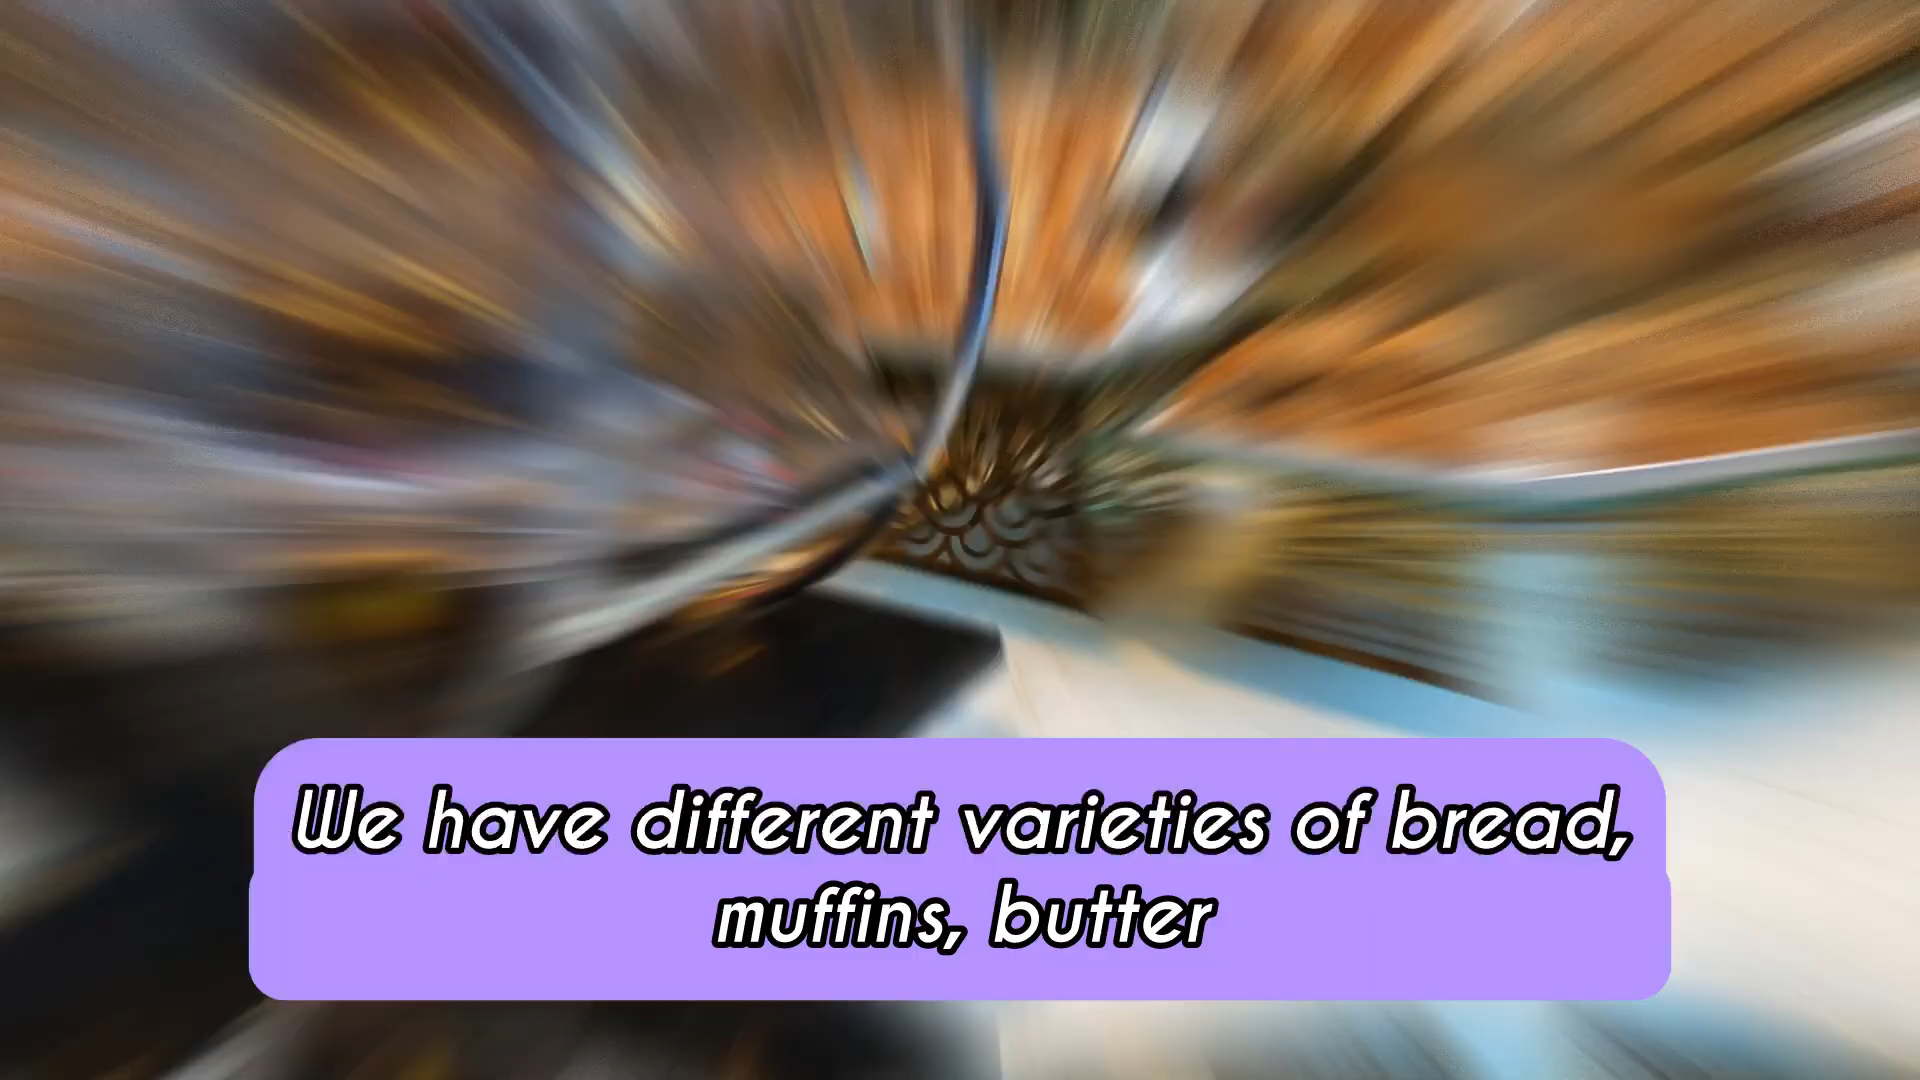 We have different varieties of bread,
muffins, butter